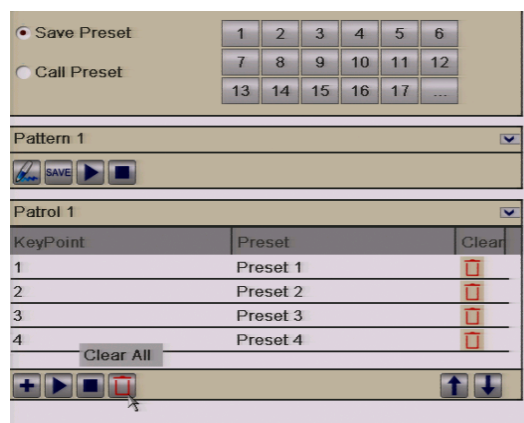 Save Preset 1 2 3 4 5 6
Call Preset 7 8 9 10 11 12
13 14 15 16 17 ...
Pattern 1
SAVE
Patrol 1
KeyPoint Preset Clear
1 Preset 1
2 Preset 2
3 Preset 3
4 Preset 4
Clear All